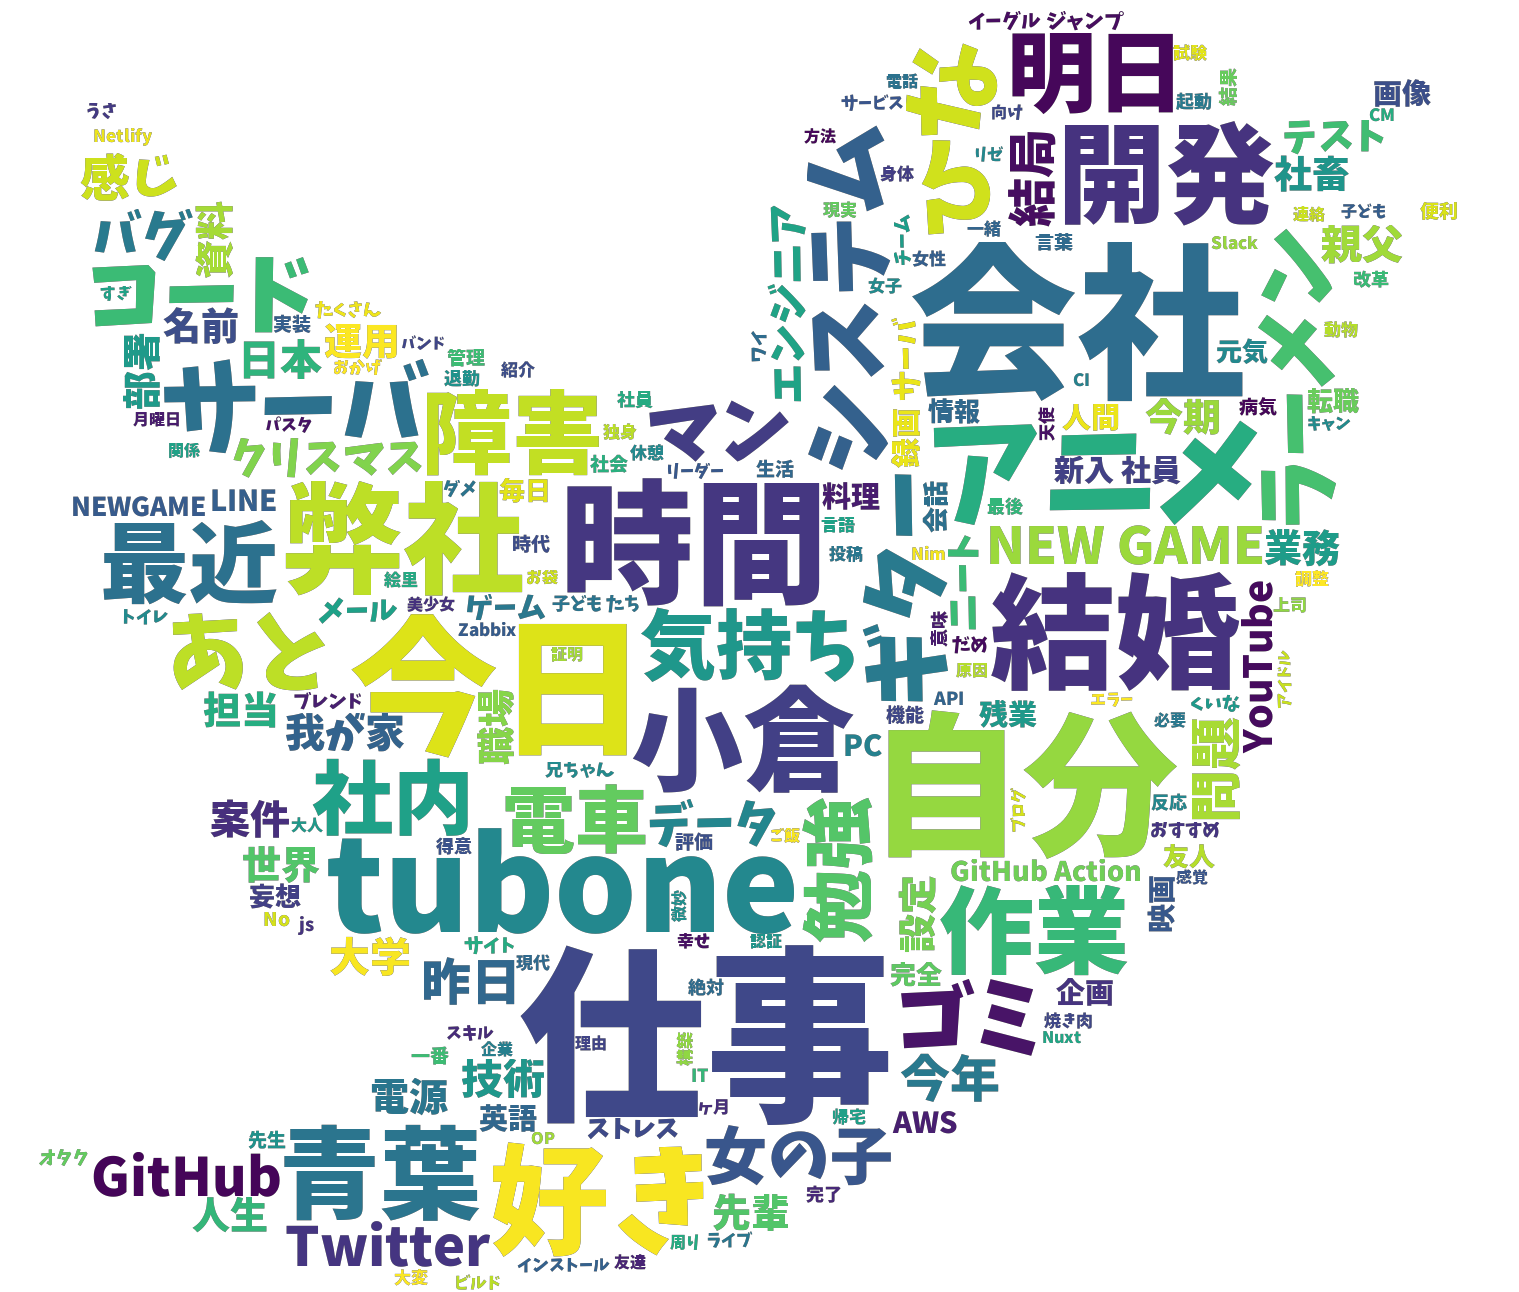 イーグル ジャンプ
明日
試験
な
電話
結果
画像
サービス
向け
起動
CM
うさ
方法
開発
テスト
Netlify
リゼ
結局
ら
身体
社畜
感じ
システム
現実
連絡
子ども
便利
バグ
資料
エンジニア
チーム
一緒
言葉
Slack
メン
親父
女性
会社
改革
コード
すぎ
女子
たくさん
実装
名前
サーバ
動物
運用
バンド
ワイ
日本
部署
管理
元気
おかげ
紹介
退勤
CI
サーバ
障害
社員
マン
録画
情報
天使
人間
今期
病気
転職
キャン
月曜日
パスタ
独身
アニメ
ラー
関係
クリスマス
社会
休憩
リーダー
生活
新入 社員
弊社
ダメ
毎日
時間
料理
会話
最後
NEWGAME
LINE
言語
最近
時代
投稿
Nim
ミニ
NEW GAME
業務
絵里
お袋
ギター
調整
結婚
YouTube
トイレ
メール
美少女
ゲーム
子ども たち
上司
あと
今日
Zabbix
気持ち
意味
だめ
証明
原因
アイドル
担当
ブレンド
職場
小倉
API
エラー
くいな
我が家
機能
残業
必要
問題
PC
自分
社内
兄ちゃん
電車
データ
勉強
ブログ
反応
案件
大人
得意
評価
ご飯
おすすめ
世界
tubone
友人
GitHub Action
感覚
妄想
微妙
設定
作業
映画
No
js
大学
サイト
幸せ
認証
昨日
現代
仕事
絶対
完全
ゴミ
企画
スキル
焼き肉
一番
企業
理由
構築
Nuxt
技術
IT
今年
電源
英語
ヶ月
帰宅
AWS
ストレス
先生
青葉
OP
女の子
オタク
GitHub
好き
完了
人生
先輩
Twitter
周り
ライブ
インストール
友達
大変
ビルド